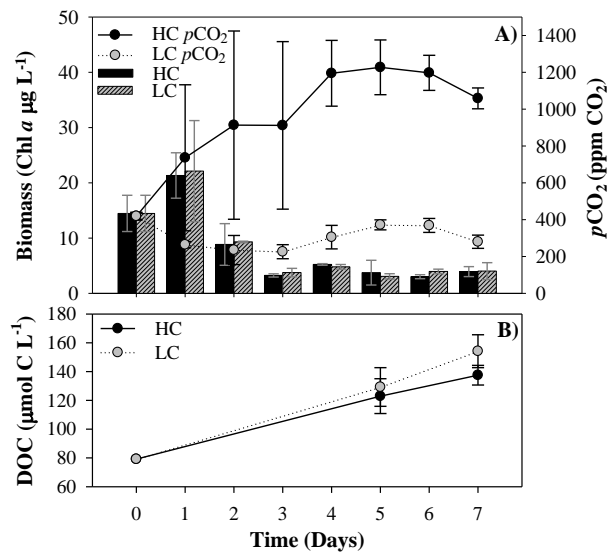 A)
HC pCO2
LC pCO2
HC
LC
Biomass (Chl a µg L-1)
50
40
30
20
10
0
pCO2 (ppm CO2)
1400
1200
1000
800
600
400
200
0
B)
HC
LC
DOC (µmol C L-1)
180
160
140
120
100
80
60
0 1 2 3 4 5 6 7
Time (Days)